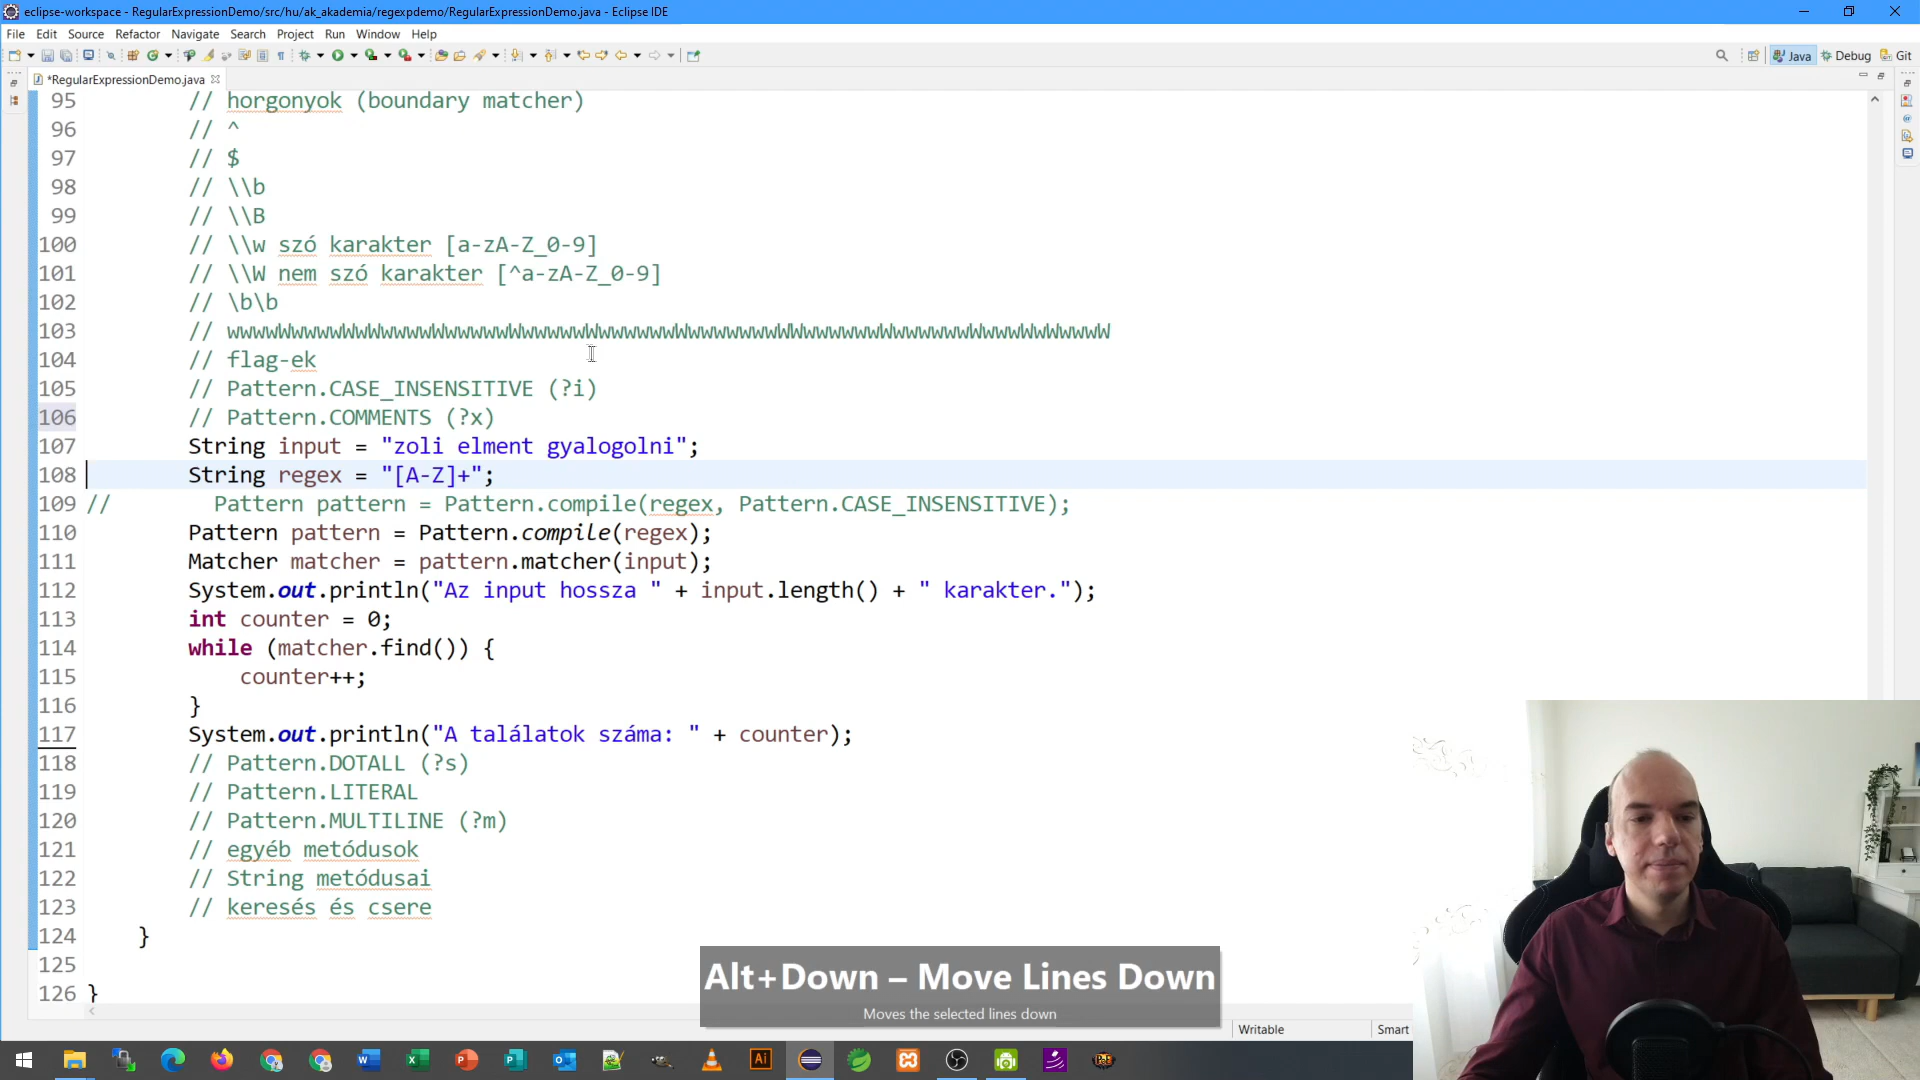 eclipse-workspace - RegularExpressionDemo/src/hu/ak_akademia/regexpdemo/RegularExpressionDemo.java - Eclipse IDE
File Edit Source Refactor Navigate Search Project Run Window Help
Java Debug Git
*RegularExpressionDemo.java
95 // horgonyok (boundary matcher)
96 // ^
97 // $
98 // \\b
99 // \\B
100 // \\w szó karakter [a-zA-Z_0-9]
101 // \\W nem szó karakter [^a-zA-Z_0-9]
102 // \b\b
103 //
104 // flag-ek
105 // Pattern.CASE_INSENSITIVE (?i)
106 // Pattern.COMMENTS (?x)
107 String input = "zoli elment gyalogolni";
108 String regex = "[A-Z]+";
109 // Pattern pattern = Pattern.compile(regex, Pattern.CASE_INSENSITIVE);
110 Pattern pattern = Pattern.compile(regex);
111 Matcher matcher = pattern.matcher(input);
112 System.out.println("Az input hossza " + input.length() + " karakter.");
113 int counter = 0;
114 while (matcher.find()) {
115 counter++;
116 }
117 System.out.println("A találatok száma: " + counter);
118 // Pattern.DOTALL (?s)
119 // Pattern.LITERAL
120 // Pattern.MULTILINE (?m)
121 // egyéb metódusok
122 // String metódusai
123 // keresés és csere
124 }
125
126 }
Alt+Down – Move Lines Down
Moves the selected lines down
Writable Smart